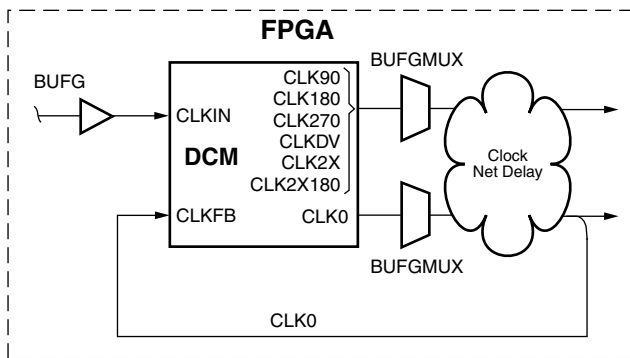 FPGA
BUFG
BUFGMUX
CLK90
CLK180
CLK270
CLKDV
CLK2X
CLK2X180
CLKIN
DCM
CLKFB
CLK0
Clock
Net Delay
BUFGMUX
CLK0